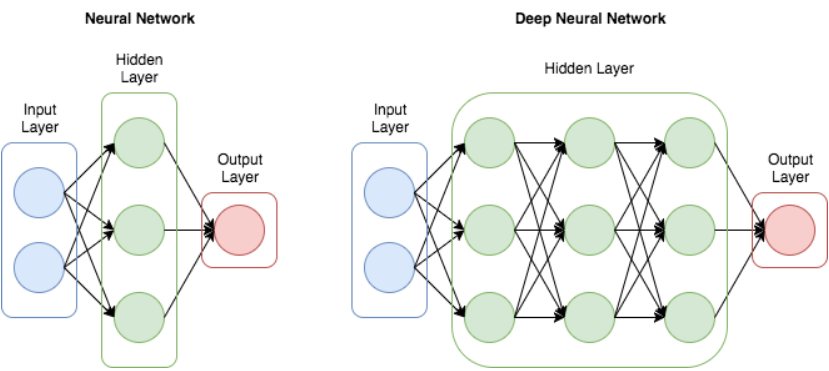 Neural Network
Hidden
Layer
Input
Layer
Output
Layer
Deep Neural Network
Hidden Layer
Input
Layer
Output
Layer